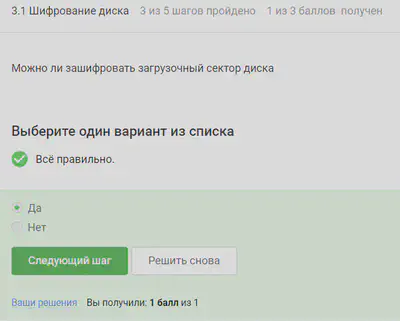 3.1 Шифрование диска 3 из 5 шагов пройдено 1 из 3 баллов получен
Можно ли зашифровать загрузочный сектор диска
Выберите один вариант из списка
Всё правильно.
Да
Нет
Следующий шаг Решить снова
Ваши решения Вы получили: 1 балл из 1